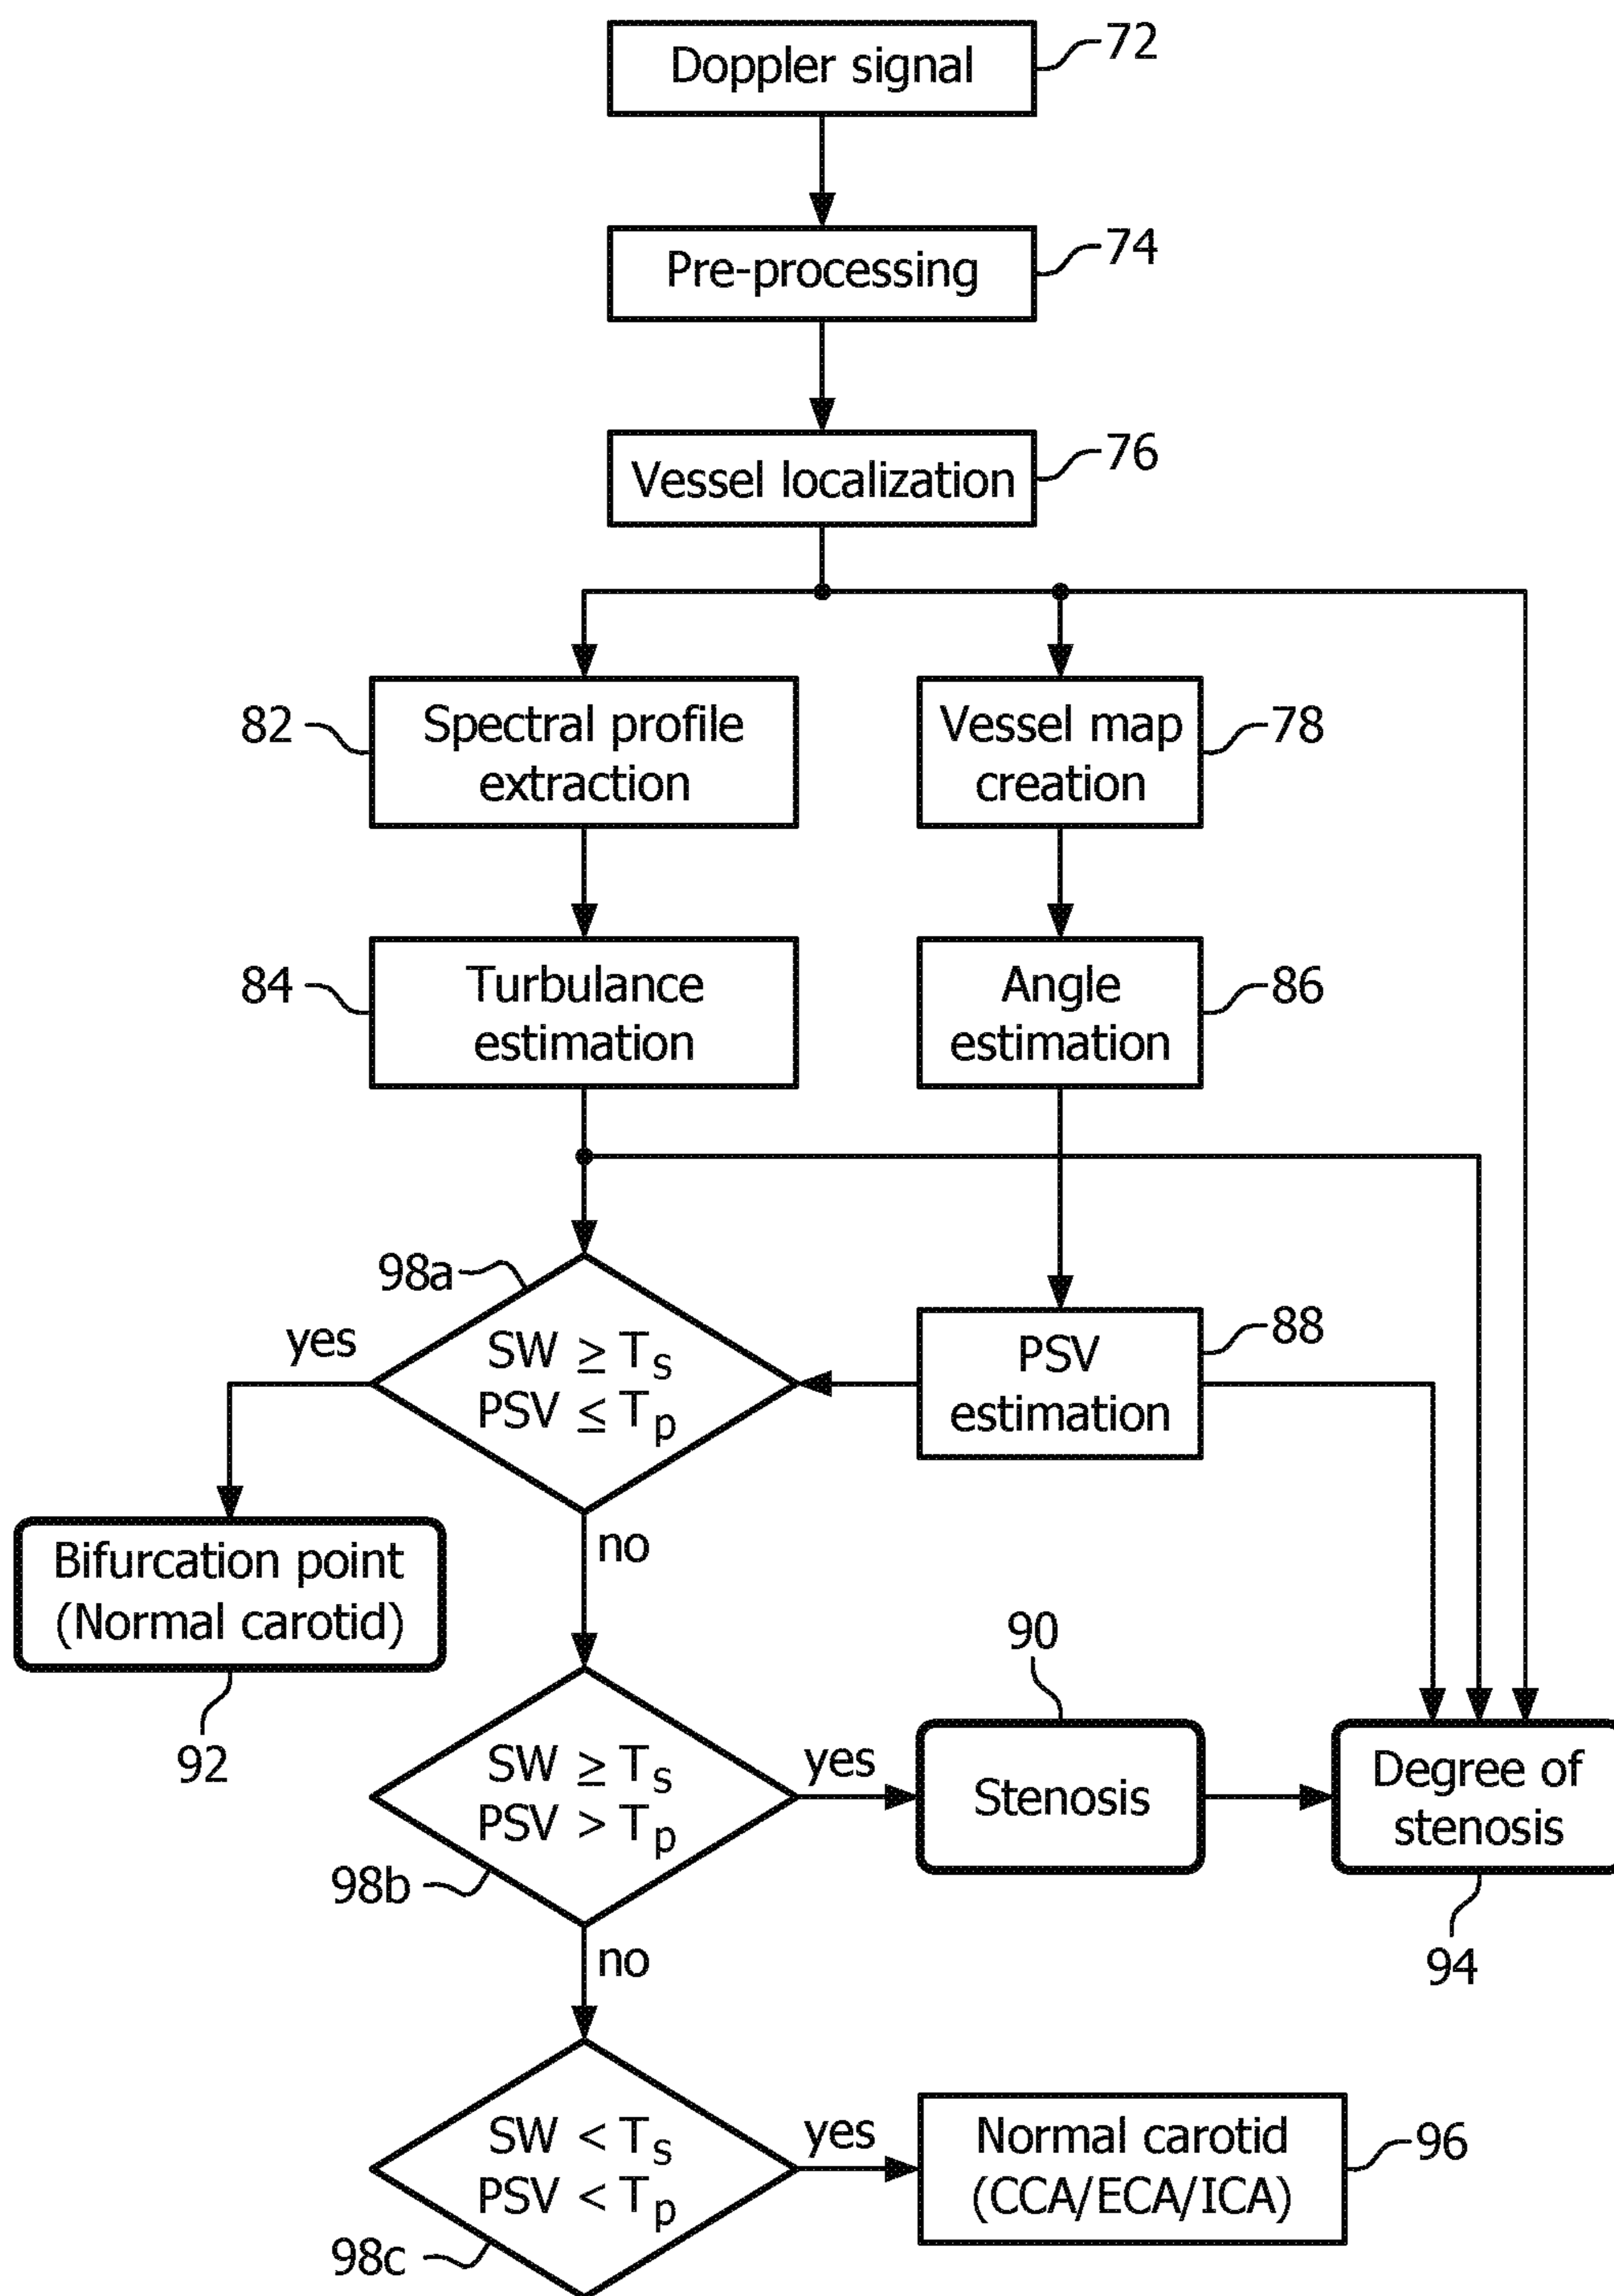 Doppler signal
72
Pre-processing
74
Vessel localization
76
82
Spectral profile
extraction
Vessel map
creation
78
84
Turbulance
estimation
Angle
estimation
86
98a
yes
SW ≥ Ts
PSV ≤ Tp
PSV
estimation
88
no
Bifurcation point
(Normal carotid)
92
90
SW ≥ Ts
PSV > Tp
yes
Stenosis
Degree of
stenosis
98b
94
no
SW < Ts
PSV < Tp
yes
Normal carotid
(CCA/ECA/ICA)
96
98c